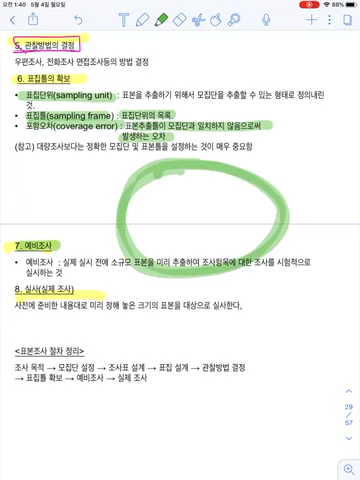 오전 1:40 5월 4일 월요일
88%
5. 관찰방법의 결정
우편조사, 전화조사 면접조사등의 방법 결정
6. 표집틀의 확보
• 표집단위(sampling unit) : 표본을 추출하기 위해서 모집단을 추출할 수 있는 형태로 정의내린
것.
• 표집틀(sampling frame) : 표집단위의 목록.
• 포함오차(coverage error) : 표본추출틀이 모집단과 일치하지 않음으로써
발생하는 오차
(참고) 대량조사보다는 정확한 모집단 및 표본틀을 설정하는 것이 매우 중요함
7. 예비조사
• 예비조사 : 실제 실시 전에 소규모 표본을 미리 추출하여 조사항목에 대한 조사를 시험적으로
실시하는 것
8. 실사(실제 조사)
사전에 준비한 내용대로 미리 정해 놓은 크기의 표본을 대상으로 실사한다,
<표본조사 절차 정리>
조사 목적 → 모집단 설정 → 조사표 설계 → 표집 설계 → 관찰방법 결정
→ 표집틀 확보 → 예비조사 → 실제 조사
29
/
57